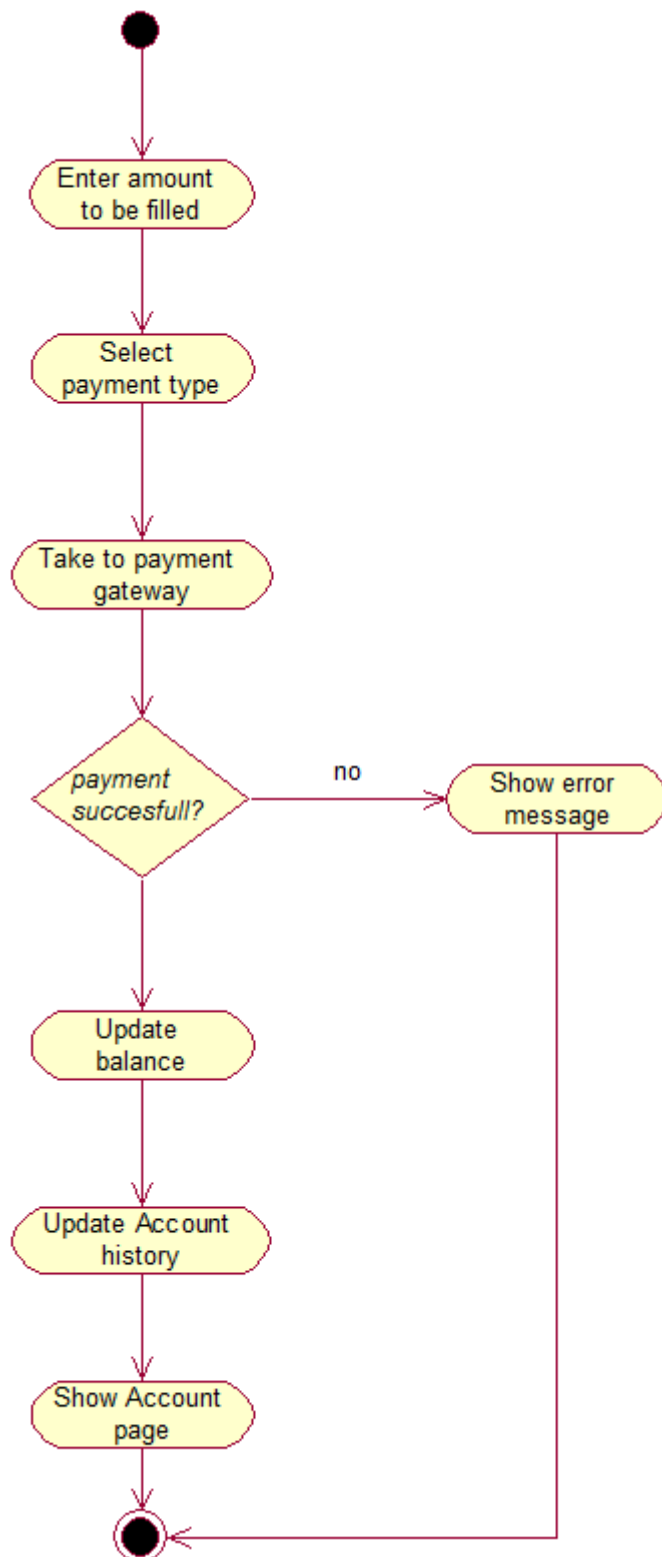 Enter amount
to be filled
Select
payment type
Take to payment
gateway
payment
succesfull?
no
Show error
message
Update
balance
Update Account
history
Show Account
page